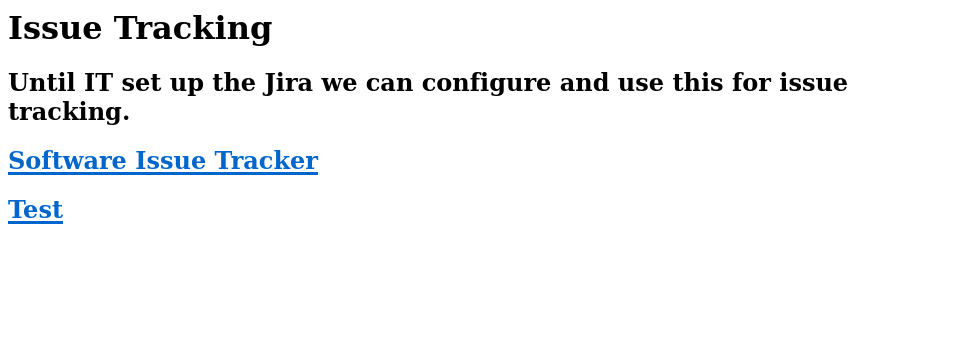 Issue Tracking
Until IT set up the Jira we can configure and use this for issue
tracking.
Software Issue Tracker
Test